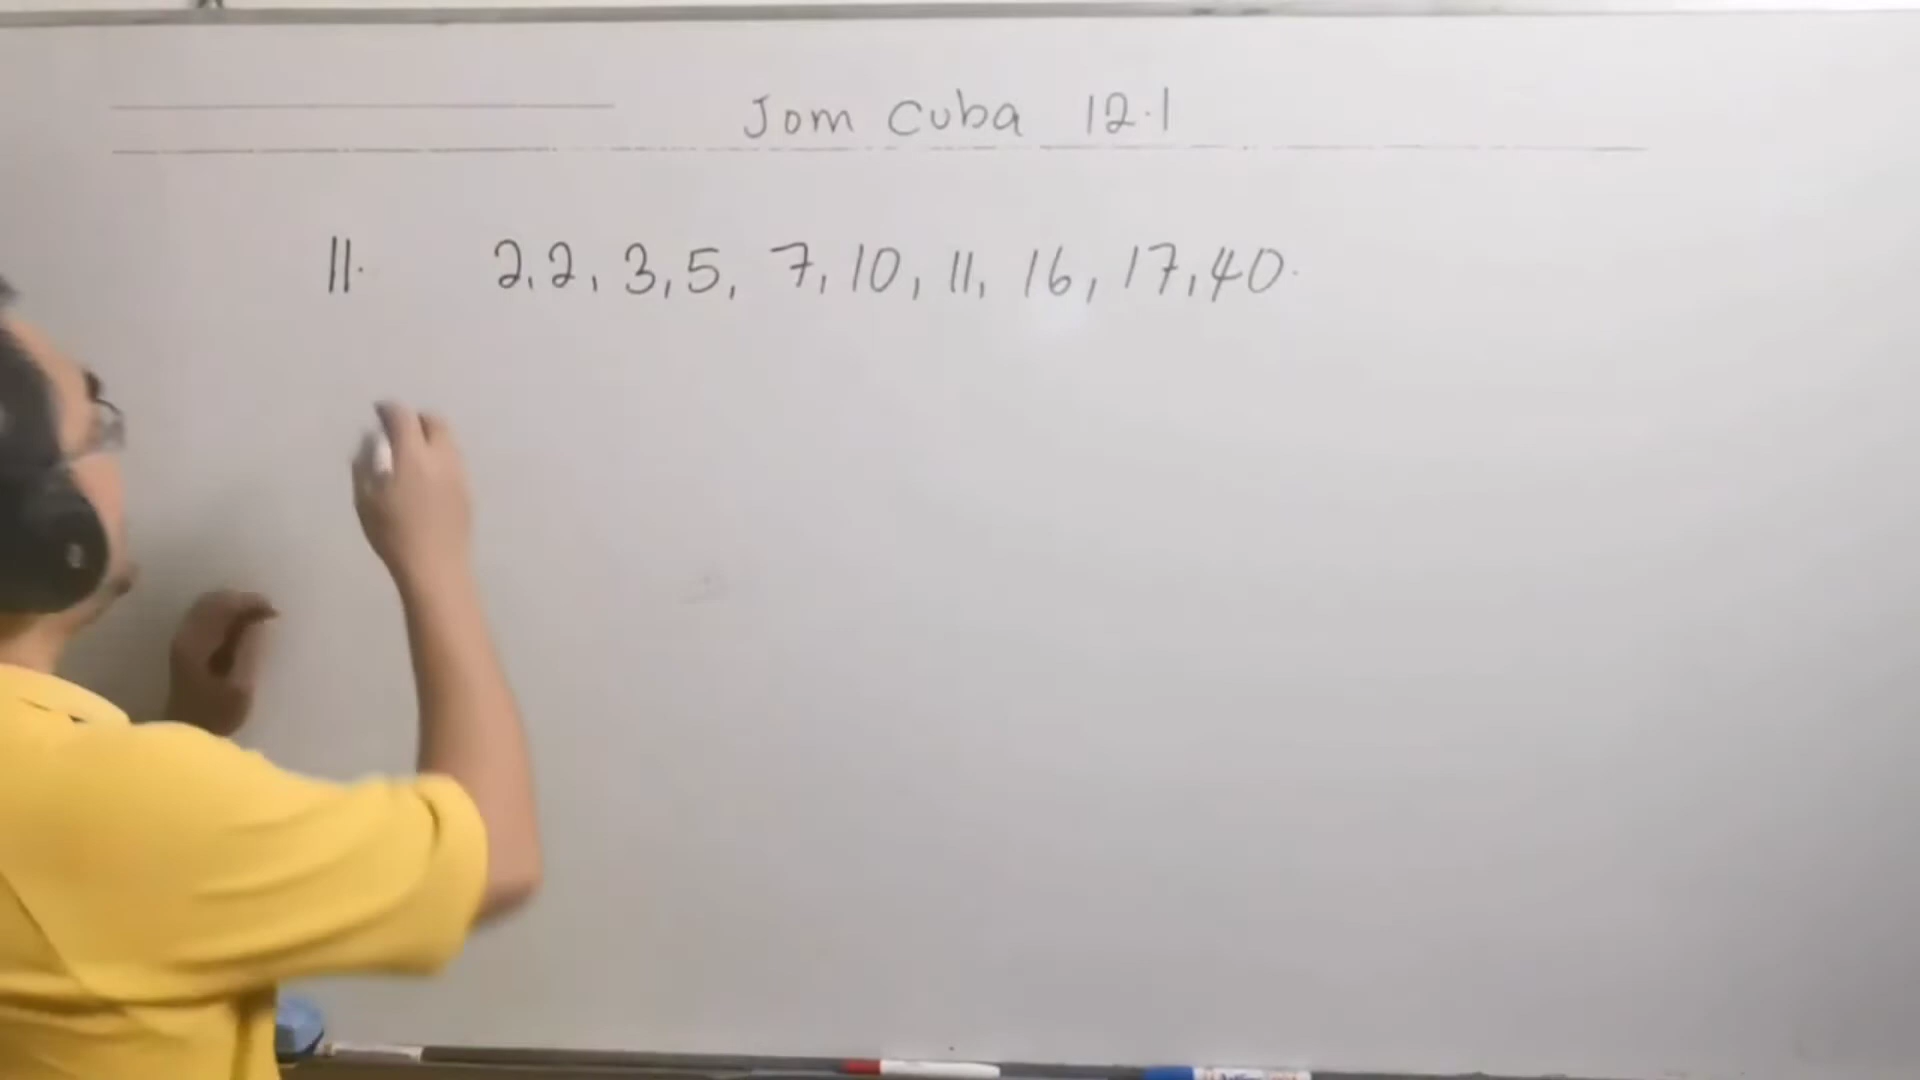 Jom Cuba 12.1
11. 2, 2, 3, 5, 7, 10, 11, 16, 17, 40.